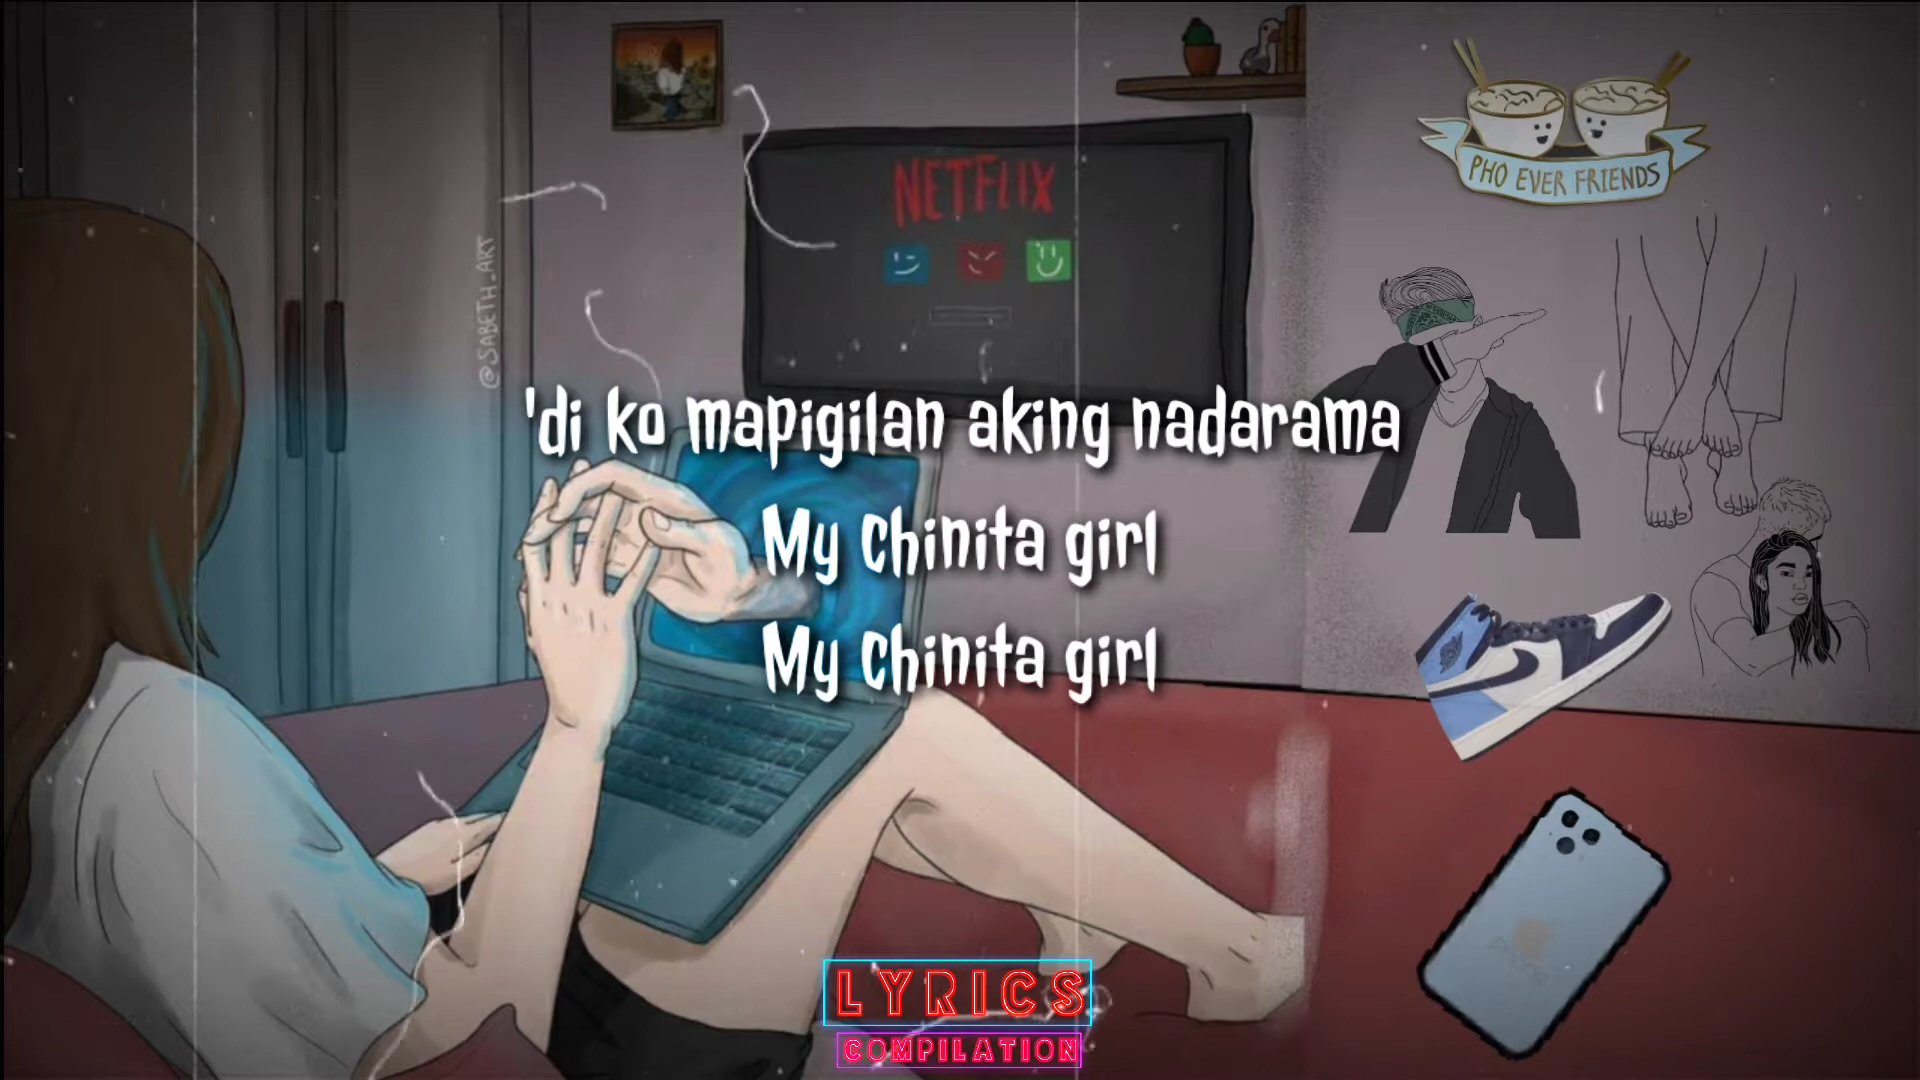 NETFLIX
PHO EVER FRIENDS
@SABETH_ART
'di ko mapigilan aking nadarama
My Chinita girl
My Chinita girl
LYRICS
COMPILATION